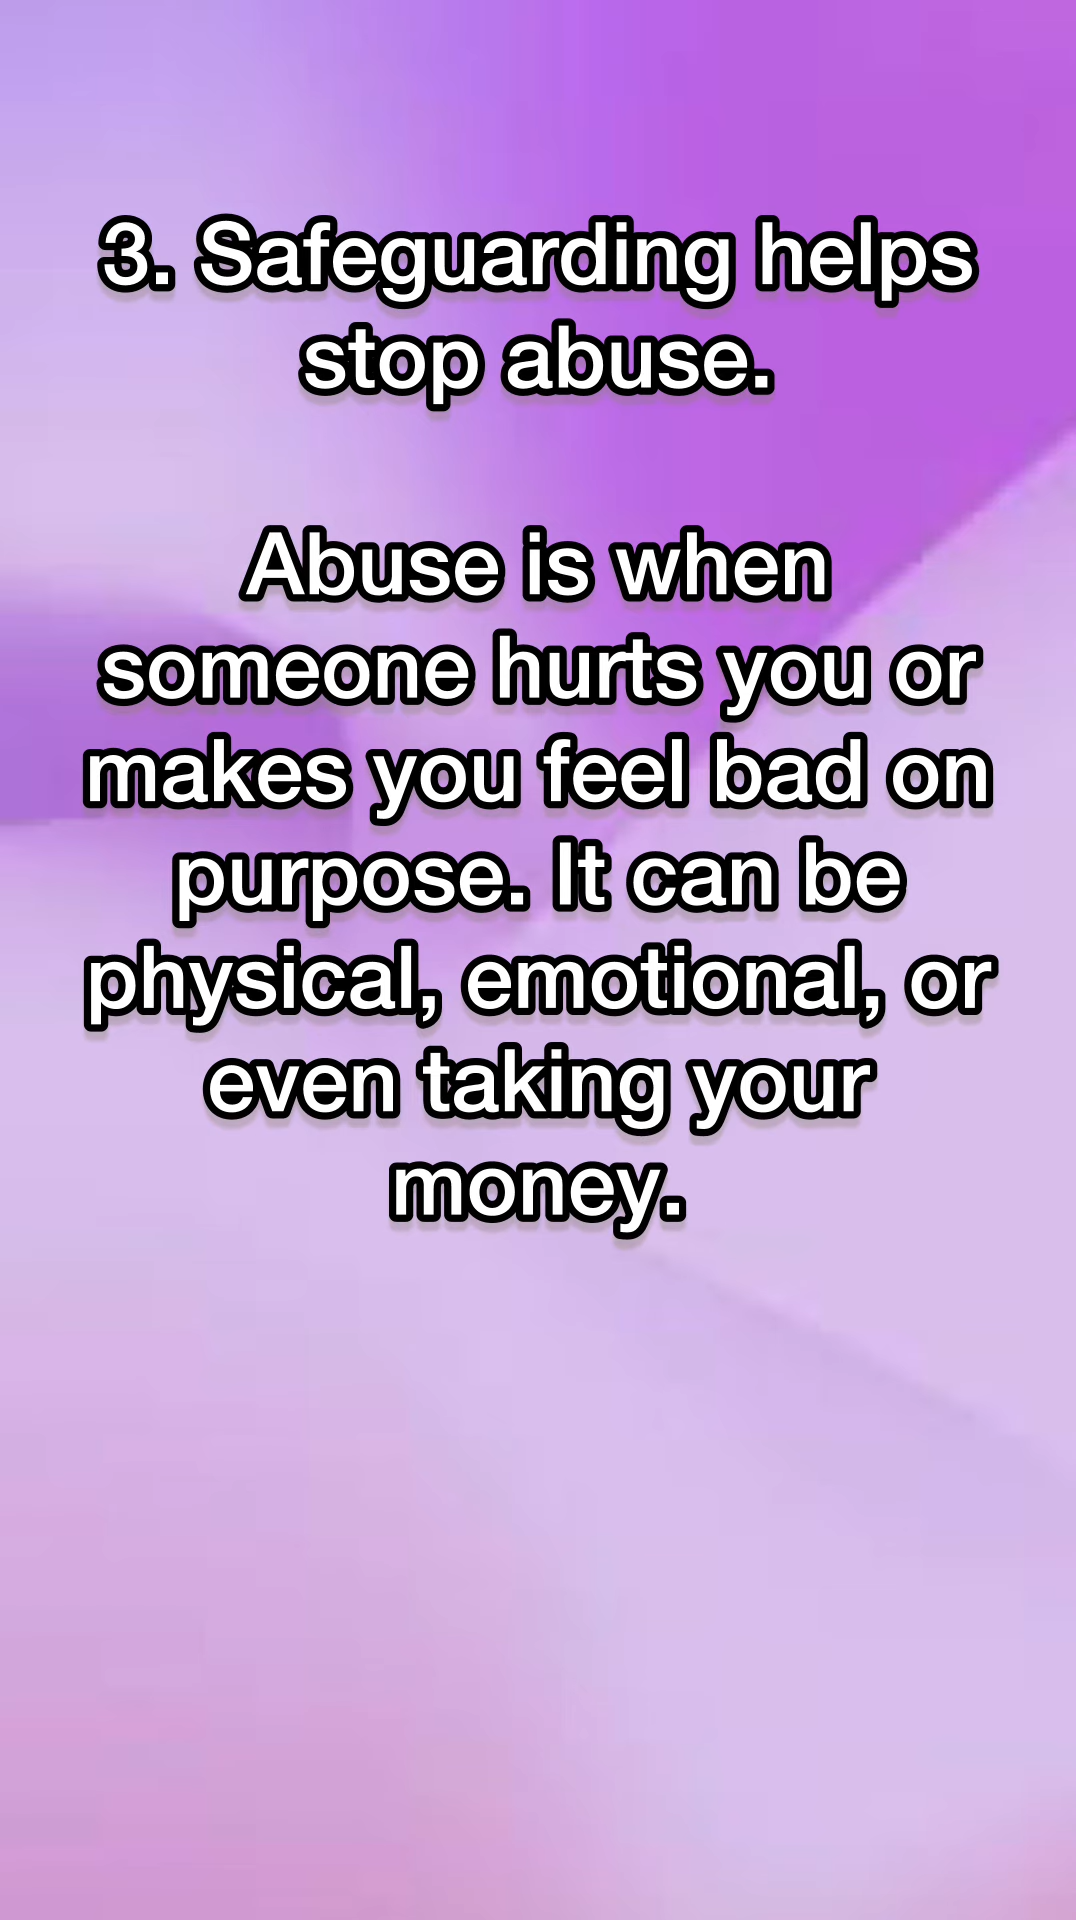 3. Safeguarding helps
stop abuse.
Abuse is when
someone hurts you or
makes you feel bad on
purpose. It can be
physical, emotional, or
even taking your
money.